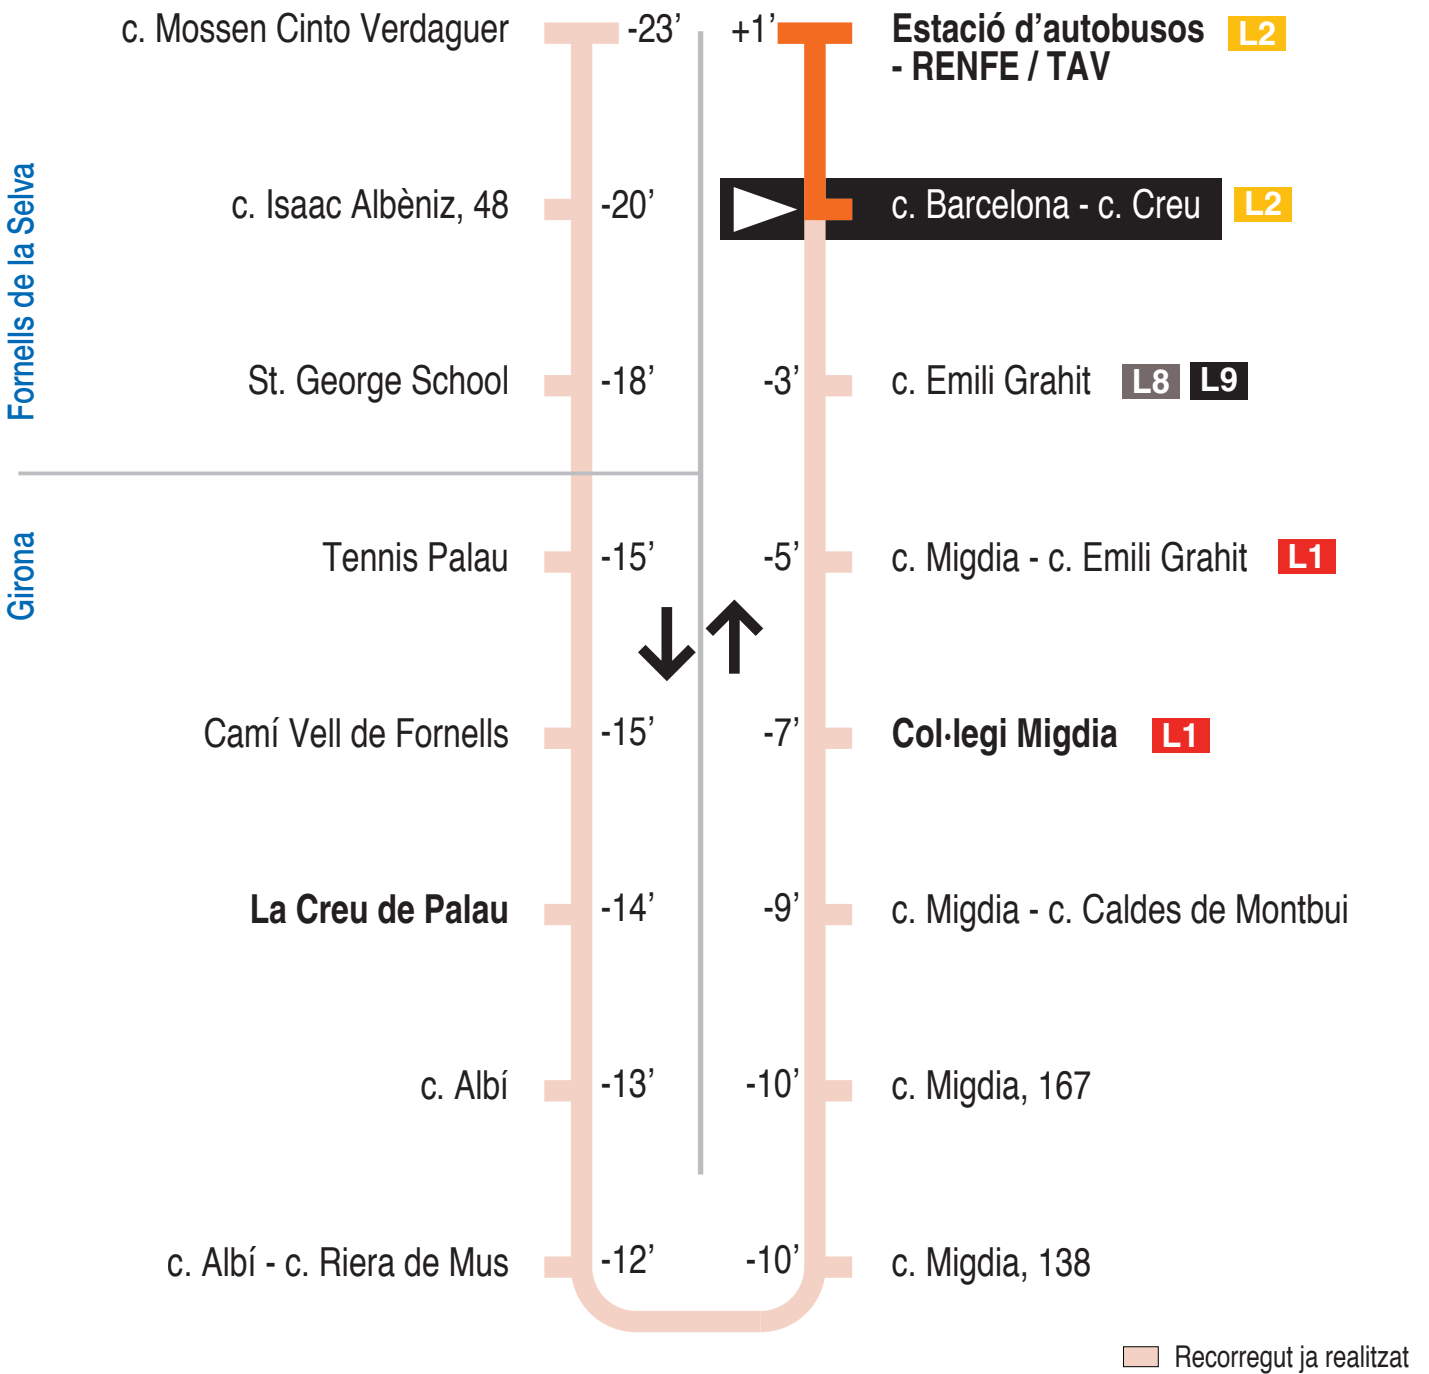 c. Mossen Cinto Verdaguer -23’
c. Isaac Albèniz, 48 -20’
St. George School -18’
Fornells de la Selva
Tennis Palau -15’
Camí Vell de Fornells -15’
La Creu de Palau -14’
c. Albí -13’
c. Albí - c. Riera de Mus -12’
Girona
+1’ Estació d’autobusos L2
- RENFE / TAV
c. Barcelona - c. Creu L2
-3’ c. Emili Grahit L8 L9
-5’ c. Migdia - c. Emili Grahit L1
-7’ Col·legi Migdia L1
-9’ c. Migdia - c. Caldes de Montbui
-10’ c. Migdia, 167
-10’ c. Migdia, 138
Recorregut ja realitzat